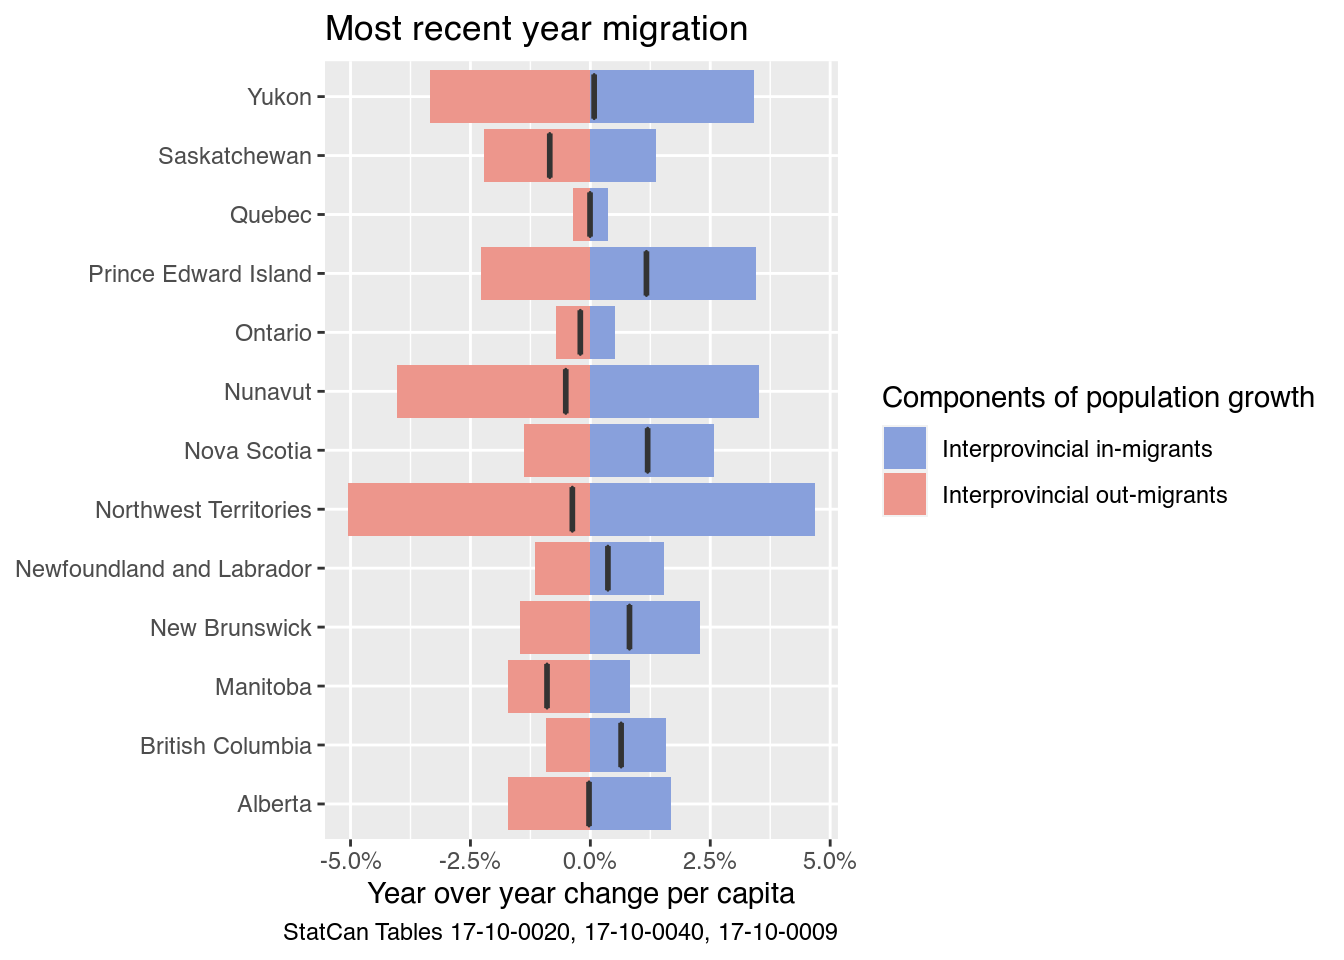 Most recent year migration
Yukon
Saskatchewan
Quebec
Prince Edward Island
Ontario
Nunavut
Nova Scotia
Northwest Territories
Newfoundland and Labrador
New Brunswick
Manitoba
British Columbia
Alberta
-5.0% -2.5% 0.0% 2.5% 5.0%
Year over year change per capita
StatCan Tables 17-10-0020, 17-10-0040, 17-10-0009
Components of population growth
Interprovincial in-migrants
Interprovincial out-migrants